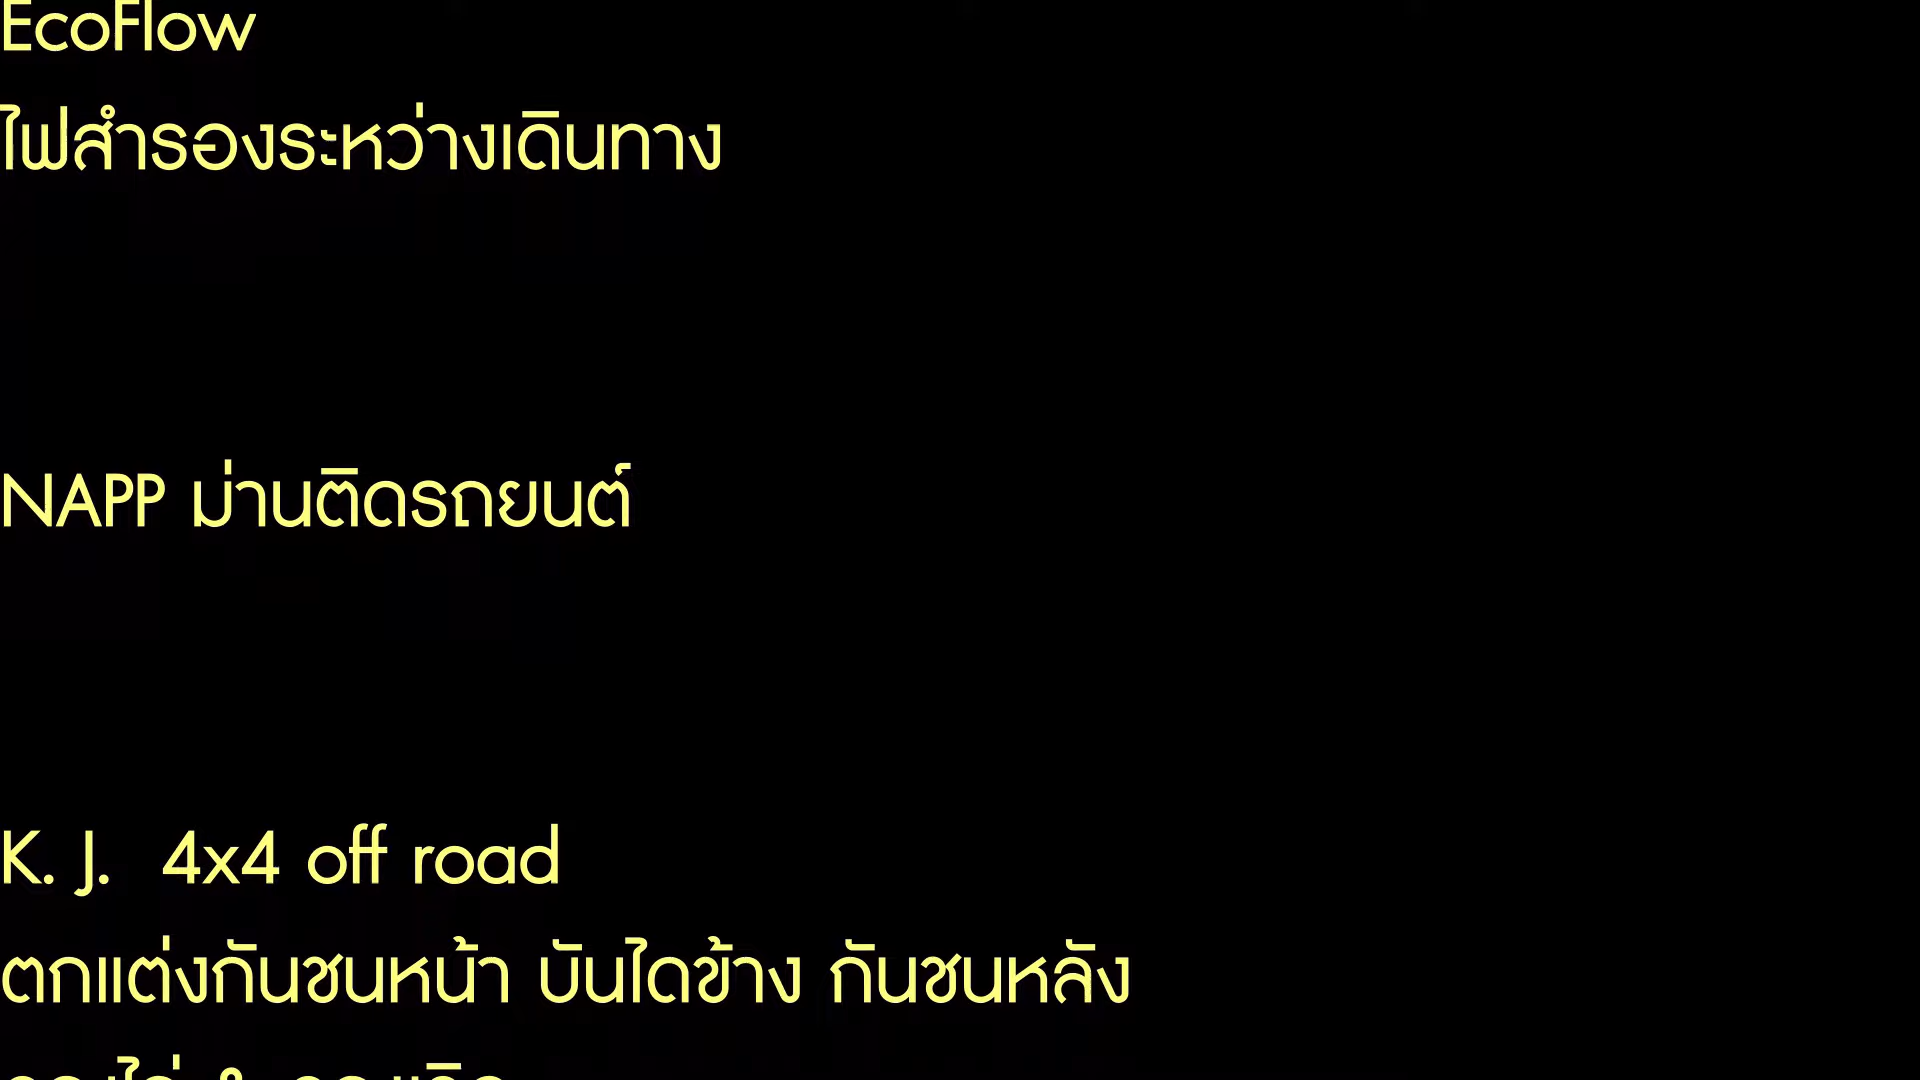 EcoFlow
ไฟสำรองระหว่างเดินทาง
NAPP ม่านติดรถยนต์
K. J.  4x4 off road
ตกแต่งกันชนหน้า บันไดข้าง กันชนหลัง